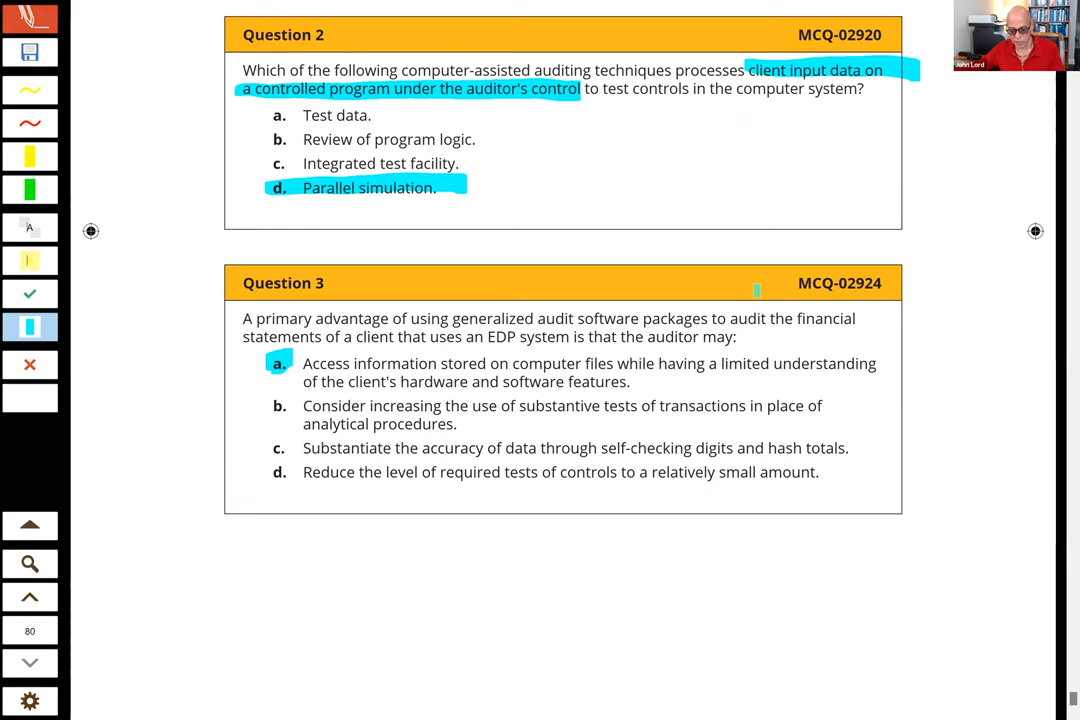 Question 2 MCQ-02920
Which of the following computer-assisted auditing techniques processes client input data on
a controlled program under the auditor's control to test controls in the computer system?
a. Test data.
b. Review of program logic.
c. Integrated test facility.
d. Parallel simulation.
John Lord
A
Question 3 MCQ-02924
A primary advantage of using generalized audit software packages to audit the financial
statements of a client that uses an EDP system is that the auditor may:
a. Access information stored on computer files while having a limited understanding
of the client's hardware and software features.
b. Consider increasing the use of substantive tests of transactions in place of
analytical procedures.
c. Substantiate the accuracy of data through self-checking digits and hash totals.
d. Reduce the level of required tests of controls to a relatively small amount.
80